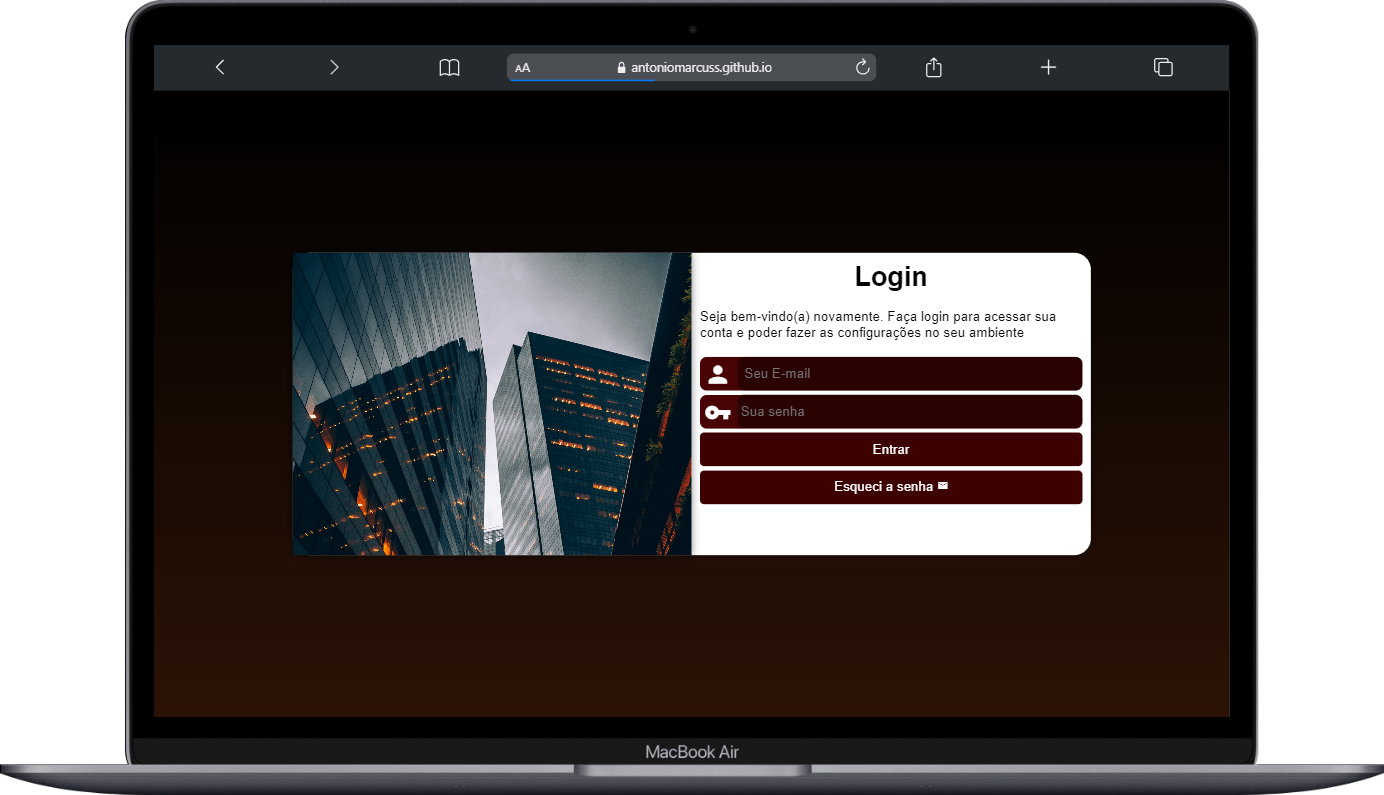 AA antoniomarcuss.github.io
Login
Seja bem-vindo(a) novamente. Faça login para acessar sua
conta e poder fazer as configurações no seu ambiente
Seu E-mail
Sua senha
Entrar
Esqueci a senha
MacBook Air